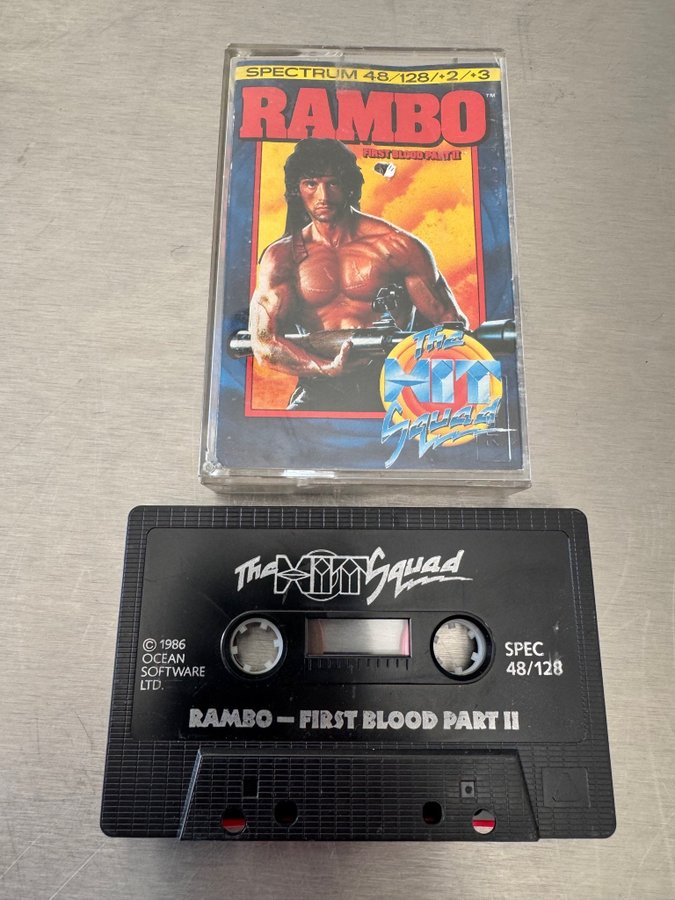 SPECTRUM 48/128/+2/+3
RAMBO™
FIRST BLOOD PART II
The
HIT
Squad
The HIT Squad
© 1986
OCEAN
SOFTWARE
LTD.
SPEC
48/128
RAMBO — FIRST BLOOD PART II